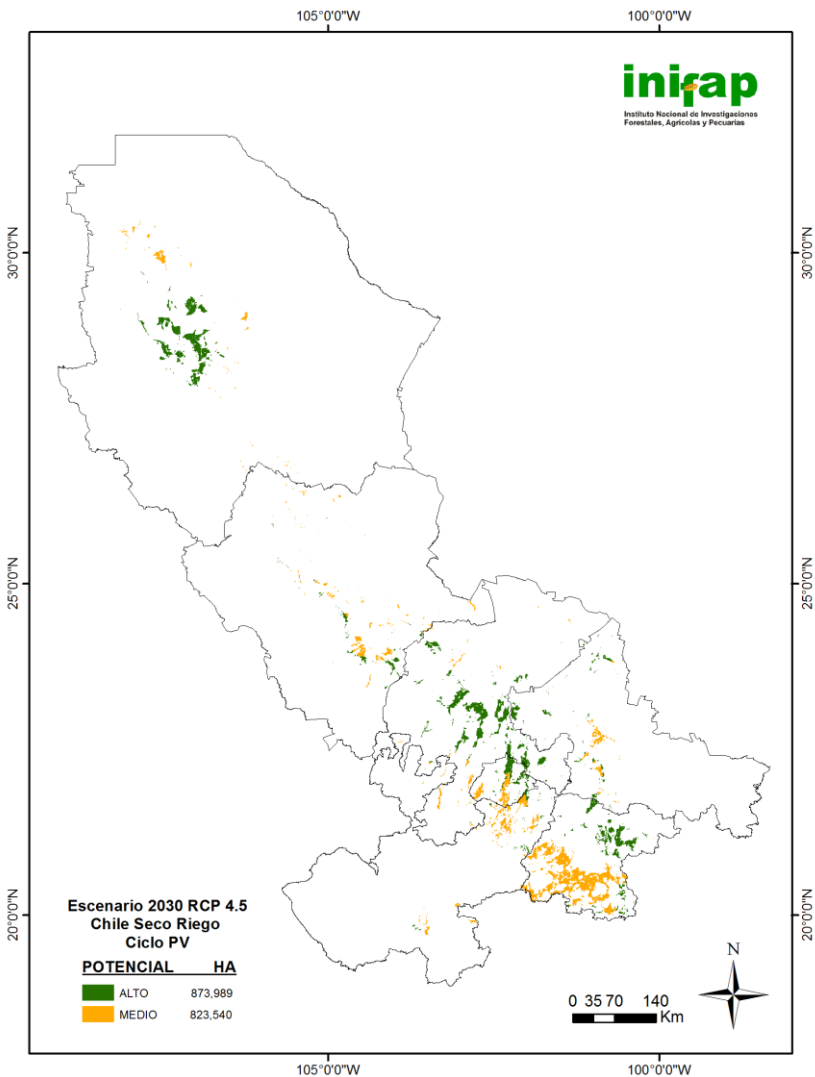 105°0'0"W 100°0'0"W
inifap
Instituto Nacional de Investigaciones
Forestales, Agrícolas y Pecuarias
30°0'0"N 30°0'0"N
25°0'0"N 25°0'0"N
20°0'0"N 20°0'0"N
Escenario 2030 RCP 4.5
Chile Seco Riego
Ciclo PV
POTENCIAL HA
ALTO 873,989
MEDIO 823,540
N
0 35 70 140
Km
105°0'0"W 100°0'0"W